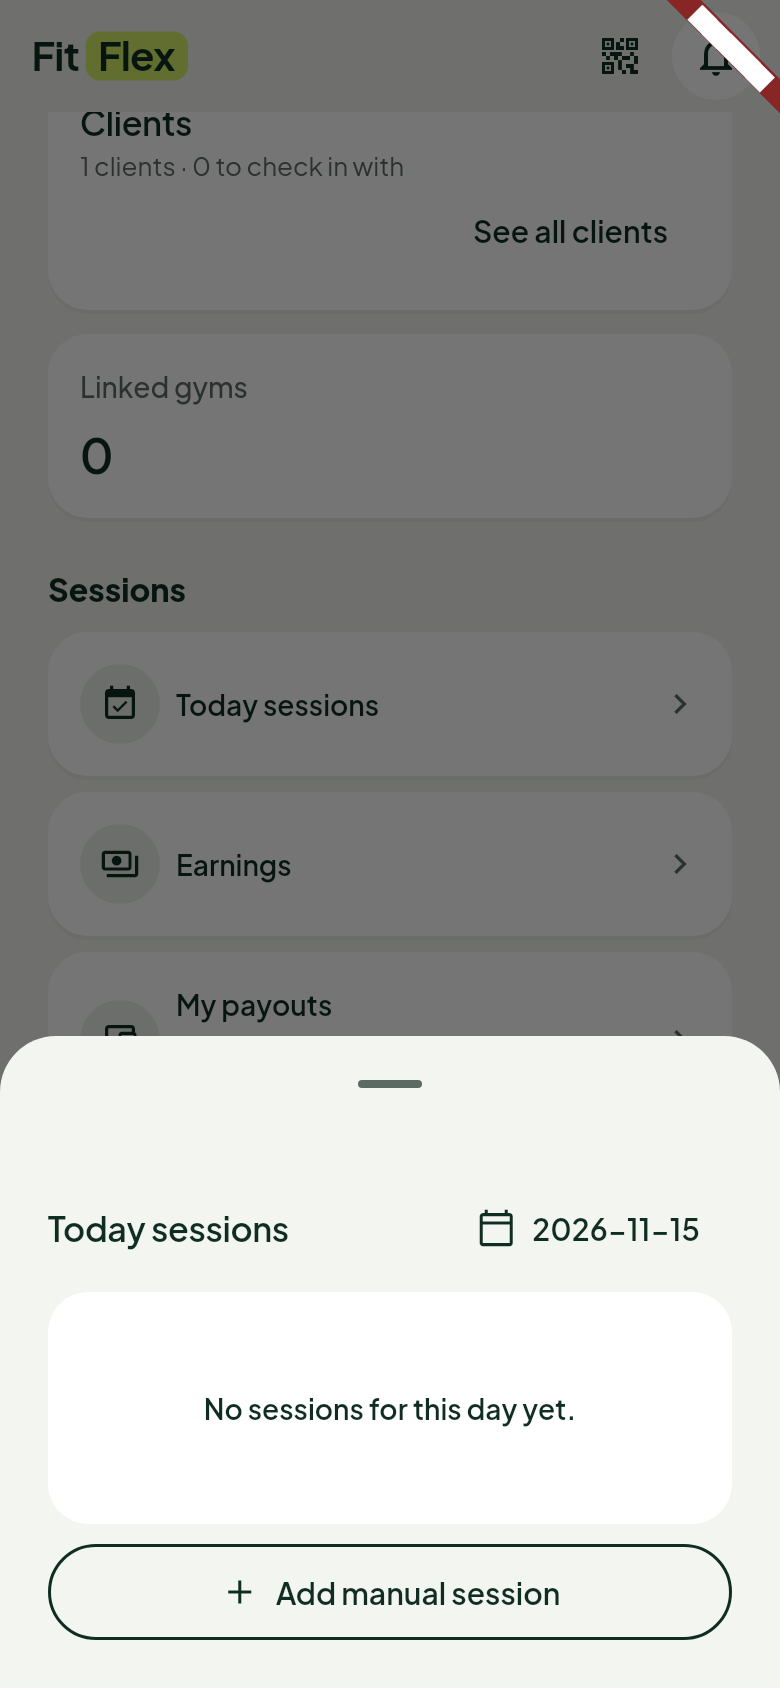 Fit Flex
Clients
1 clients · 0 to check in with
See all clients
Linked gyms
0
Sessions
Today sessions
Earnings
My payouts
Today sessions
2026-11-15
No sessions for this day yet.
Add manual session